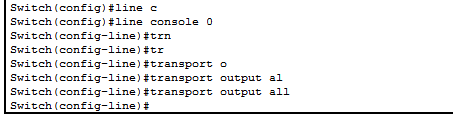 Switch(config)#line c
Switch(config)#line console 0
Switch(config-line)#trn
Switch(config-line)#tr
Switch(config-line)#transport o
Switch(config-line)#transport output al
Switch(config-line)#transport output all
Switch(config-line)#